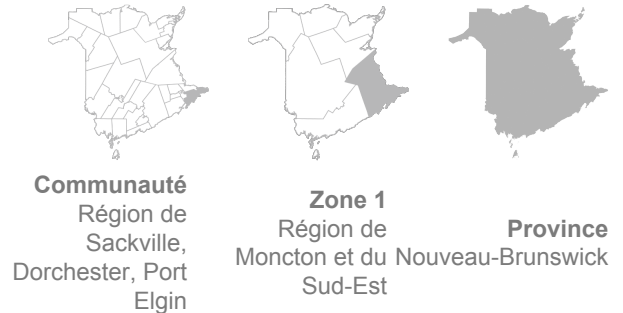 Communauté
Région de
Sackville,
Dorchester, Port
Elgin
Zone 1
Région de
Moncton et du
Sud-Est
Province
Nouveau-Brunswick